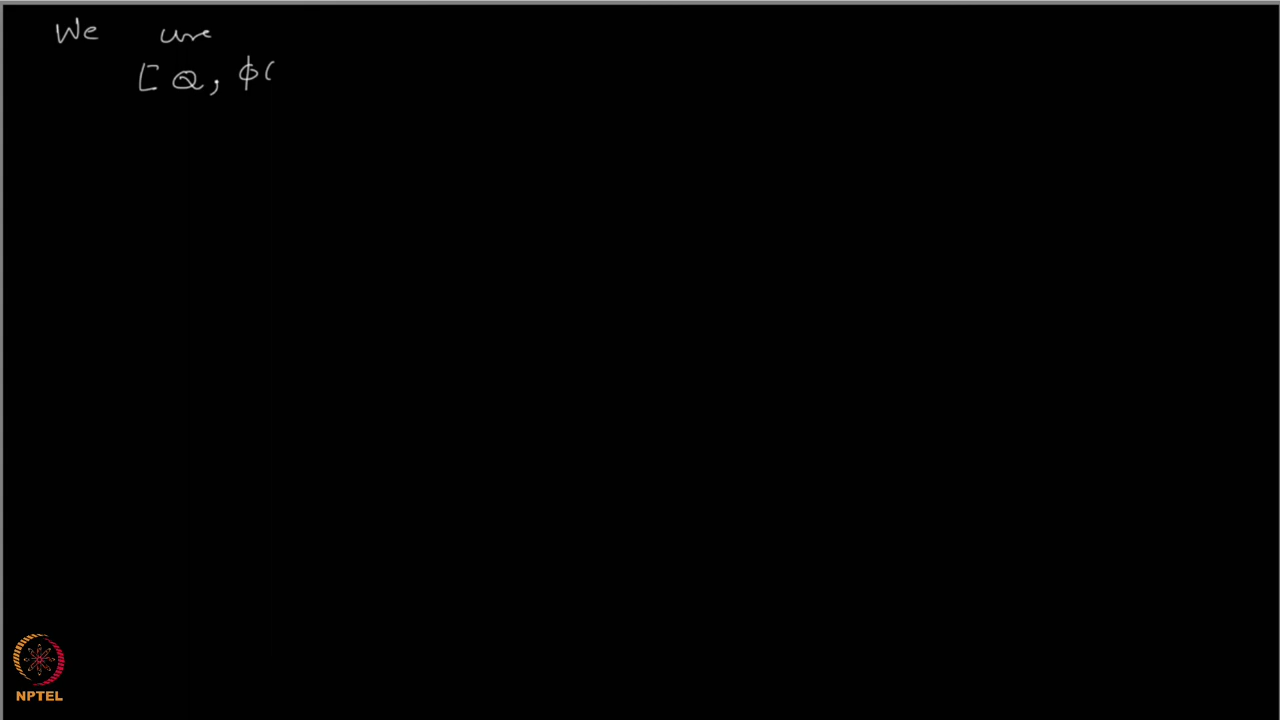 We use
[ Q, ϕ(
NPTEL